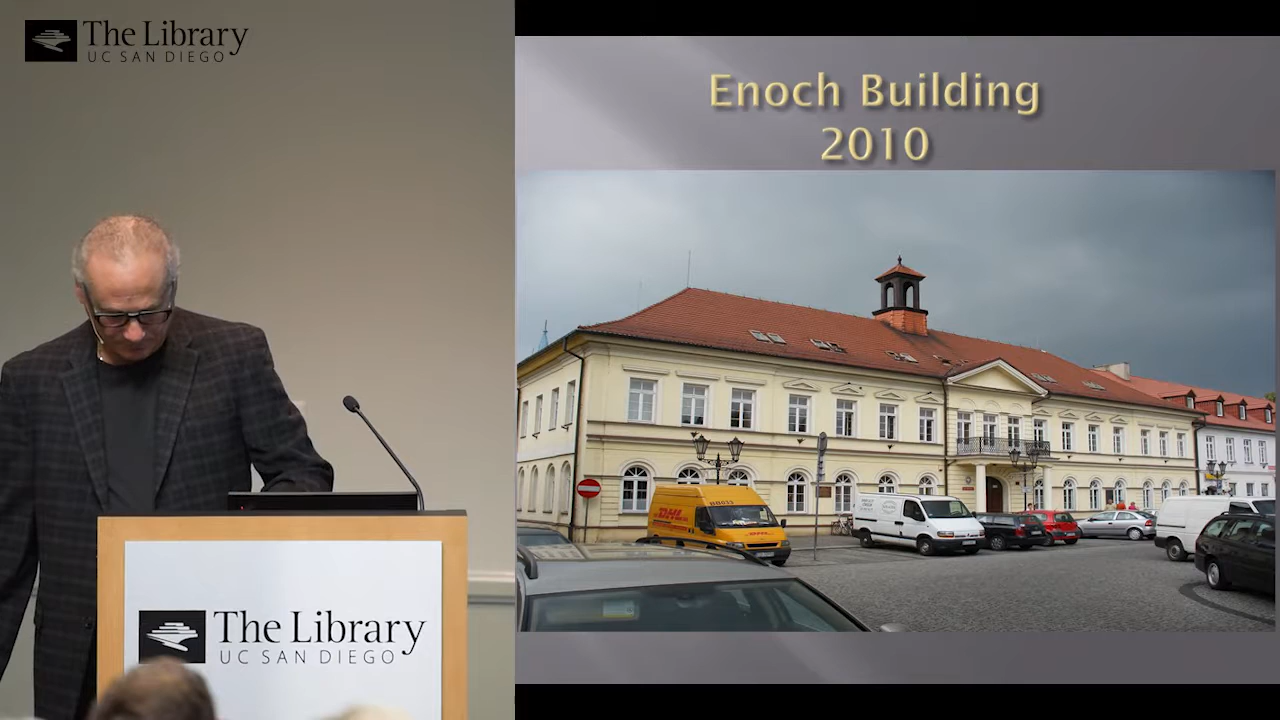 The Library
UC SAN DIEGO
Enoch Building
2010
DHL
The Library
UC SAN DIEGO